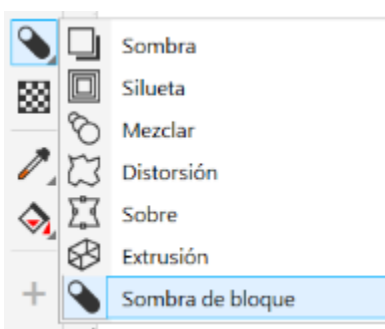 Sombra
Silueta
Mezclar
Distorsión
Sobre
Extrusión
Sombra de bloque